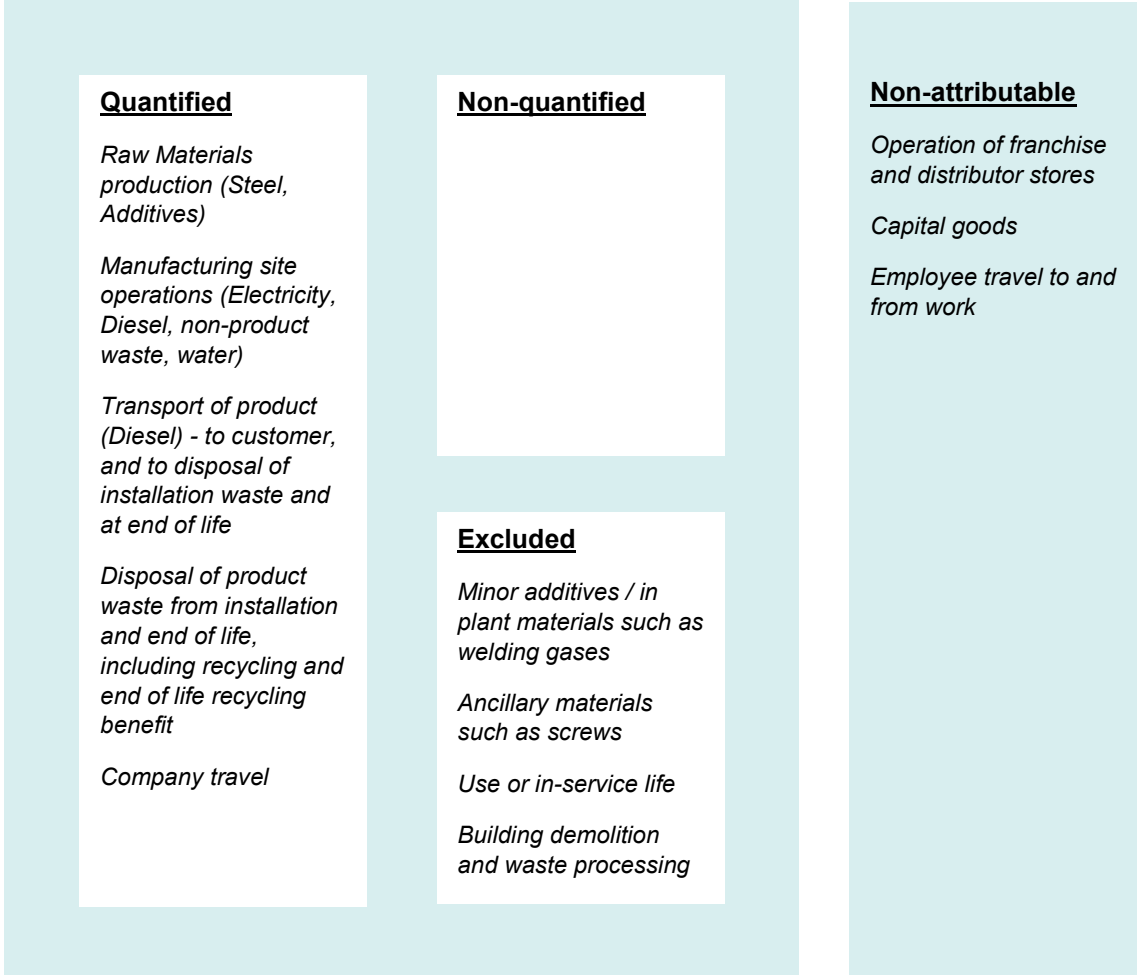 Quantified
Raw Materials
production (Steel,
Additives)
Manufacturing site
operations (Electricity,
Diesel, non-product
waste, water)
Transport of product
(Diesel) - to customer,
and to disposal of
installation waste and
at end of life
Disposal of product
waste from installation
and end of life,
including recycling and
end of life recycling
benefit
Company travel
Non-quantified
Excluded
Minor additives / in
plant materials such as
welding gases
Ancillary materials
such as screws
Use or in-service life
Building demolition
and waste processing
Non-attributable
Operation of franchise
and distributor stores
Capital goods
Employee travel to and
from work